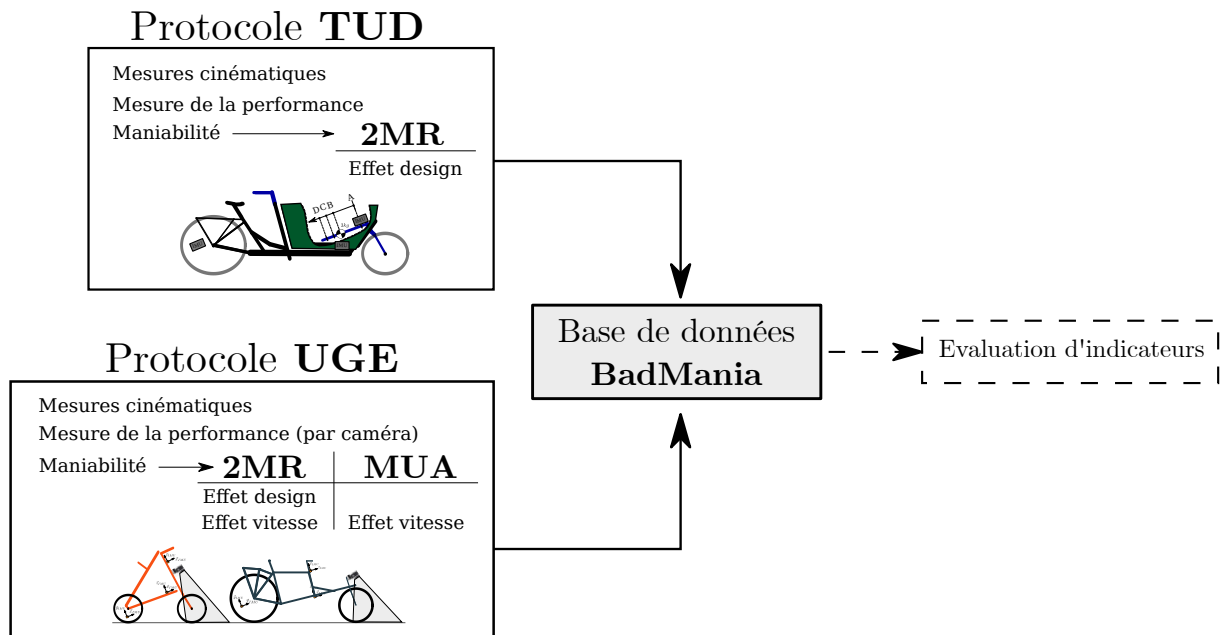 Protocole TUD
Mesures cinématiques
Mesure de la performance
Maniabilité
2MR
Effet design
DCB
A
Protocole UGE
Mesures cinématiques
Mesure de la performance (par caméra)
Maniabilité
2MR
MUA
Effet design
Effet vitesse
Effet vitesse
Base de données
BadMania
Evaluation d'indicateurs